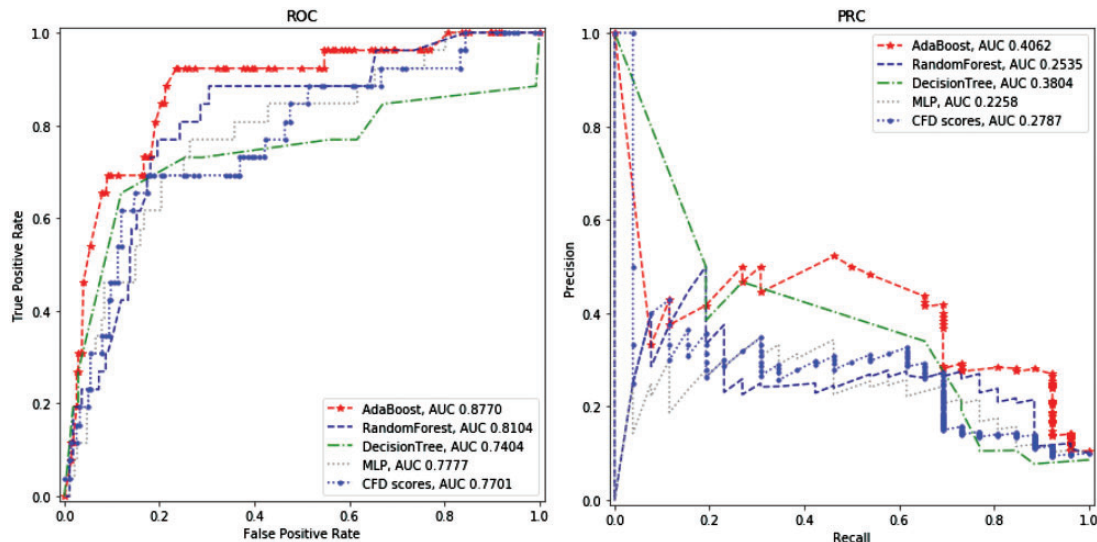 ROC
1.0
0.8
0.6
0.4
0.2
0.0
True Positive Rate
0.0
0.2
0.4
0.6
0.8
1.0
False Positive Rate
AdaBoost, AUC 0.8770
RandomForest, AUC 0.8104
DecisionTree, AUC 0.7404
MLP, AUC 0.7777
CFD scores, AUC 0.7701
PRC
1.0
0.8
0.6
0.4
0.2
0.0
Precision
0.0
0.2
0.4
0.6
0.8
1.0
Recall
AdaBoost, AUC 0.4062
RandomForest, AUC 0.2535
DecisionTree, AUC 0.3804
MLP, AUC 0.2258
CFD scores, AUC 0.2787